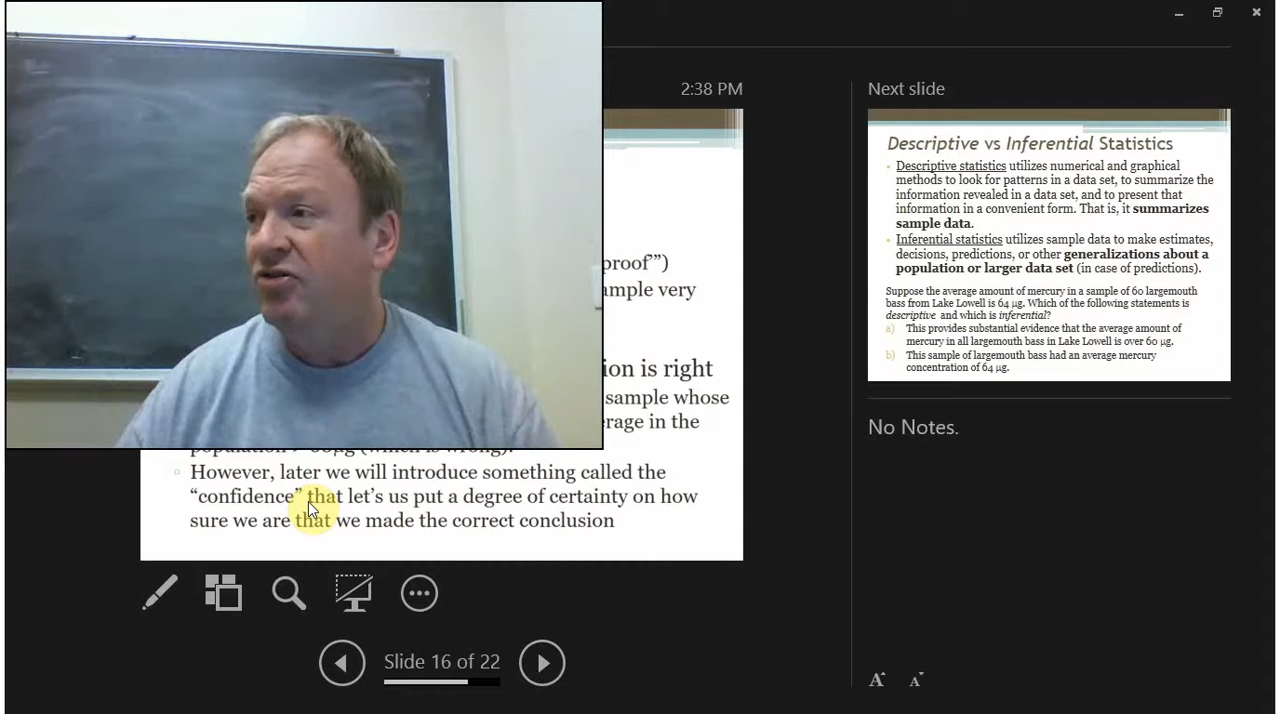 2:38 PM
proof”)
ample very
ion is right
sample whose
erage in the
However, later we will introduce something called the
“confidence” that let’s us put a degree of certainty on how
sure we are that we made the correct conclusion
Slide 16 of 22
Next slide
Descriptive vs Inferential Statistics
Descriptive statistics utilizes numerical and graphical
methods to look for patterns in a data set, to summarize the
information revealed in a data set, and to present that
information in a convenient form. That is, it summarizes
sample data.
Inferential statistics utilizes sample data to make estimates,
decisions, predictions, or other generalizations about a
population or larger data set (in case of predictions).
Suppose the average amount of mercury in a sample of 60 largemouth
bass from Lake Lowell is 64 µg. Which of the following statements is
descriptive and which is inferential?
a) This provides substantial evidence that the average amount of
mercury in all largemouth bass in Lake Lowell is over 60 µg.
b) This sample of largemouth bass had an average mercury
concentration of 64 µg.
No Notes.
A A